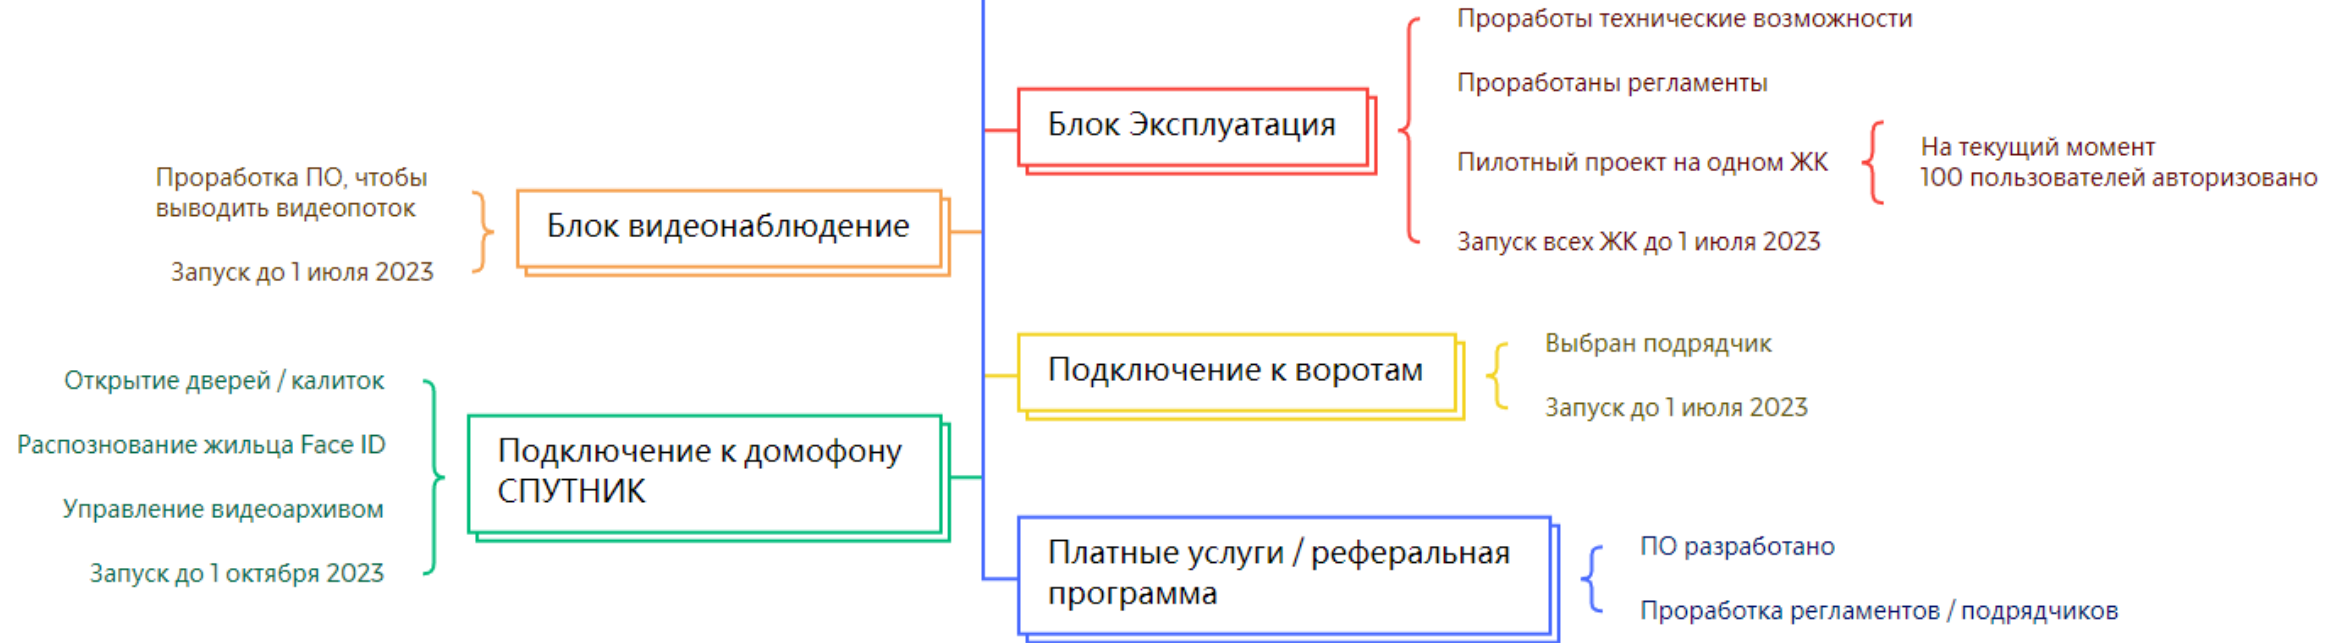 Проработы технические возможности
Проработаны регламенты
Блок Эксплуатация
Пилотный проект на одном ЖК
На текущий момент
100 пользователей авторизовано
Запуск всех ЖК до 1 июля 2023
Проработка ПО, чтобы
выводить видеопоток
Блок видеонаблюдение
Запуск до 1 июля 2023
Выбран подрядчик
Подключение к воротам
Запуск до 1 июля 2023
Открытие дверей / калиток
Распознование жильца Face ID
Подключение к домофону
СПУТНИК
Управление видеоархивом
Запуск до 1 октября 2023
Платные услуги / реферальная
программа
ПО разработано
Проработка регламентов / подрядчиков